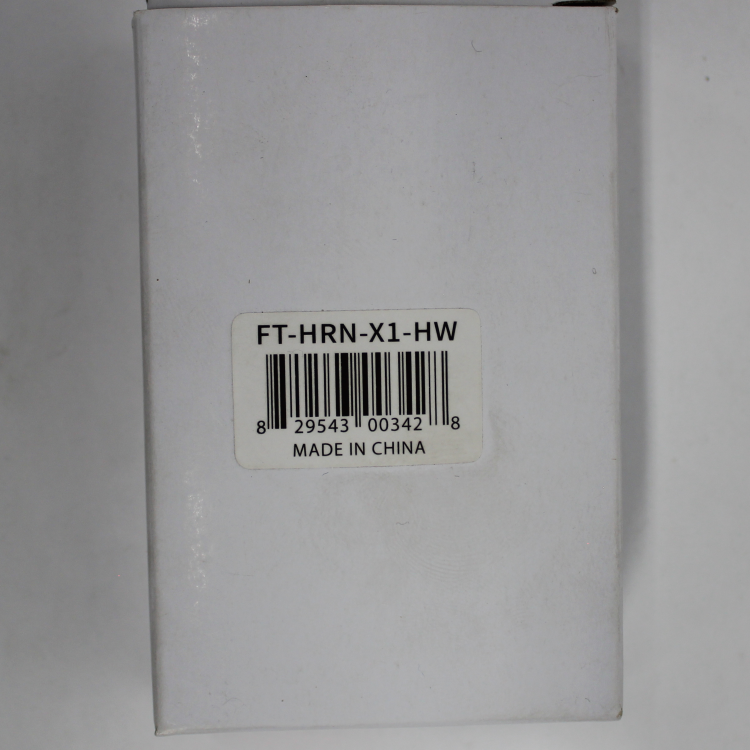 FT-HRN-X1-HW
8 29543 00342 8
MADE IN CHINA